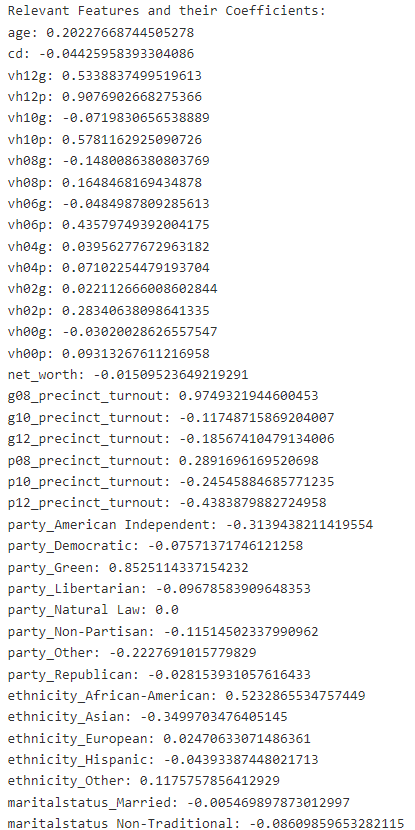 Relevant Features and their Coefficients:
age: 0.20227668744505278
cd: -0.04425958393304086
vh12g: 0.5338837499519613
vh12p: 0.9076902668275366
vh10g: -0.0719830656538889
vh10p: 0.5781162925090726
vh08g: -0.1480086380803769
vh08p: 0.1648468169434878
vh06g: -0.0484987809285613
vh06p: 0.43579749392004175
vh04g: 0.03956277672963182
vh04p: 0.07102254479193704
vh02g: 0.022112666008602844
vh02p: 0.28340638098641335
vh00g: -0.03020028626557547
vh00p: 0.09313267611216958
net_worth: -0.01509523649219291
g08_precinct_turnout: 0.9749321944600453
g10_precinct_turnout: -0.11748715869204007
g12_precinct_turnout: -0.18567410479134006
p08_precinct_turnout: 0.2891696169520698
p10_precinct_turnout: -0.24545884685771235
p12_precinct_turnout: -0.4383879882724958
party_American Independent: -0.3139438211419554
party_Democratic: -0.07571371746121258
party_Green: 0.8525114337154232
party_Libertarian: -0.09678583909648353
party_Natural Law: 0.0
party_Non-Partisan: -0.11514502337990962
party_Other: -0.2227691015779829
party_Republican: -0.028153931057616433
ethnicity_African-American: 0.5232865534757449
ethnicity_Asian: -0.3499703476405145
ethnicity_European: 0.02470633071486361
ethnicity_Hispanic: -0.04393387448021713
ethnicity_Other: 0.1175757856412929
maritalstatus_Married: -0.005469897873012997
maritalstatus_Non-Traditional: -0.08609859653282115